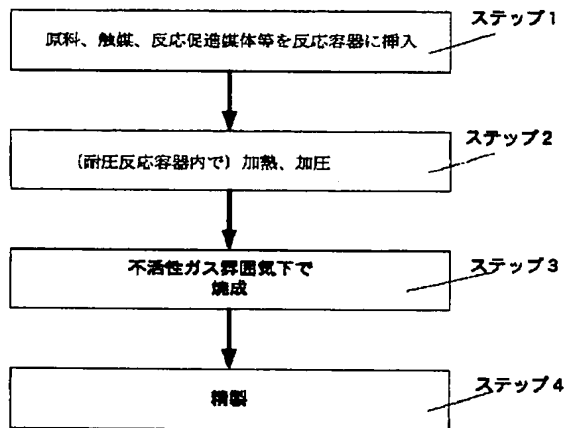 ステップ1
原料、触媒、反応促進媒体等を反応容器に挿入
ステップ2
(耐圧反応容器内で) 加熱、加圧
ステップ3
不活性ガス雰囲気下で
焼成
ステップ4
精製